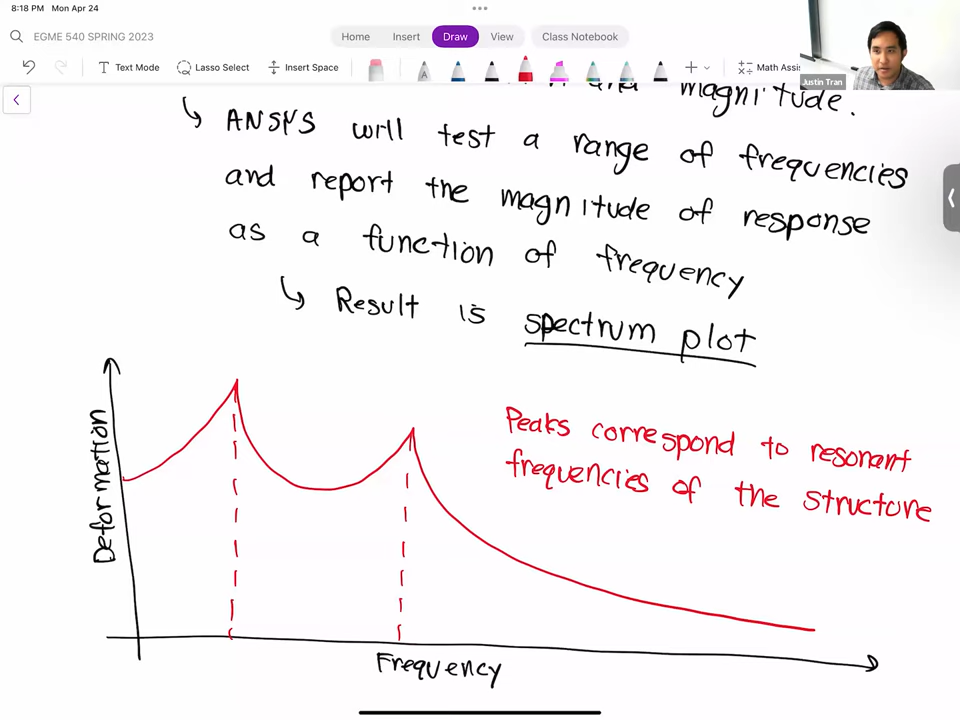 8:18 PM Mon Apr 24
EGME 540 SPRING 2023
Home Insert Draw View Class Notebook
Text Mode Lasso Select Insert Space Math Assis
Justin Tran
and magnitude.
↳ ANSYS will test a range of frequencies
and report the magnitude of response
as a function of frequency
↳ Result is spectrum plot
Peaks correspond to resonant
frequencies of the structure
Deformation
Frequency